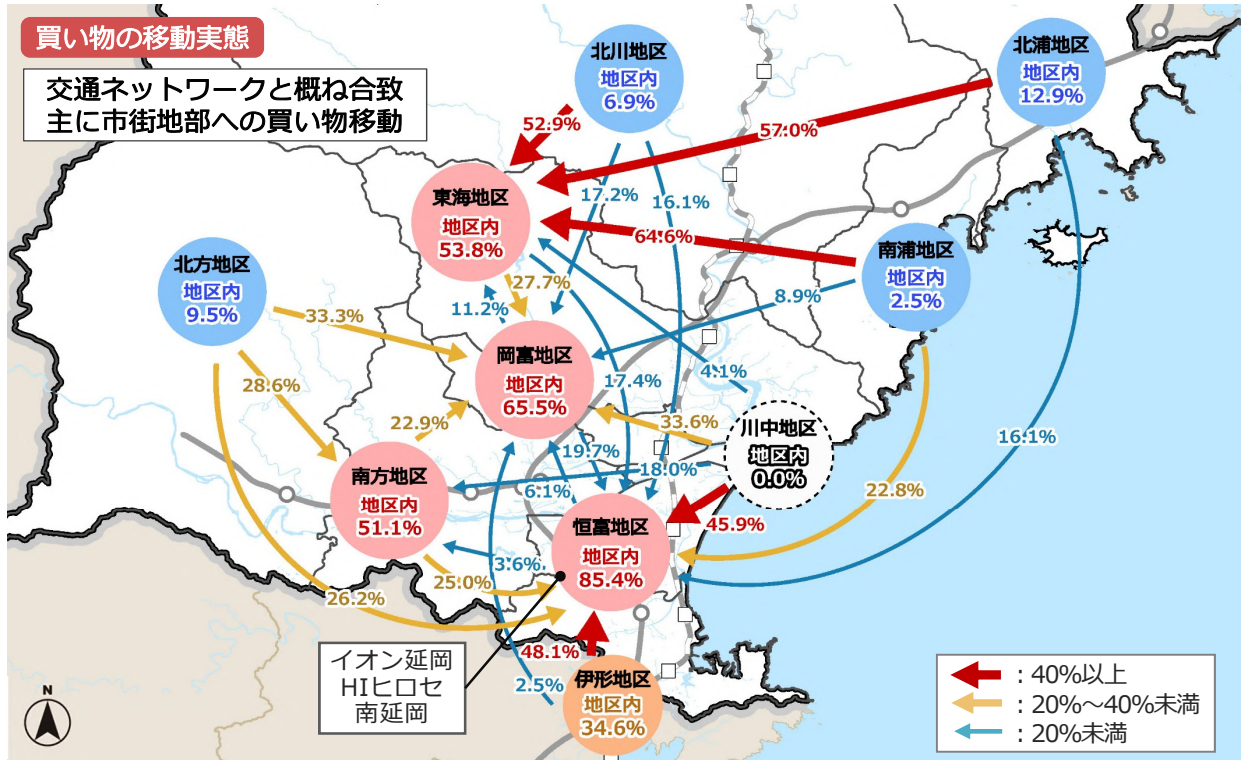 買い物の移動実態
交通ネットワークと概ね合致
主に市街地部への買い物移動
北川地区
地区内
6.9%
北浦地区
地区内
12.9%
52.9%
57.0%
東海地区
地区内
53.8%
17.2%
16.1%
64.6%
南浦地区
地区内
2.5%
北方地区
地区内
9.5%
27.7%
11.2%
8.9%
33.3%
岡富地区
地区内
65.5%
17.4%
4.1%
28.6%
22.9%
33.6%
川中地区
地区内
0.0%
16.1%
19.7%
18.0%
南方地区
地区内
51.1%
6.1%
22.8%
45.9%
恒富地区
地区内
85.4%
3.6%
25.0%
26.2%
イオン延岡
HIヒロセ
南延岡
48.1%
2.5%
伊形地区
地区内
34.6%
N
：40%以上
：20%～40%未満
：20%未満